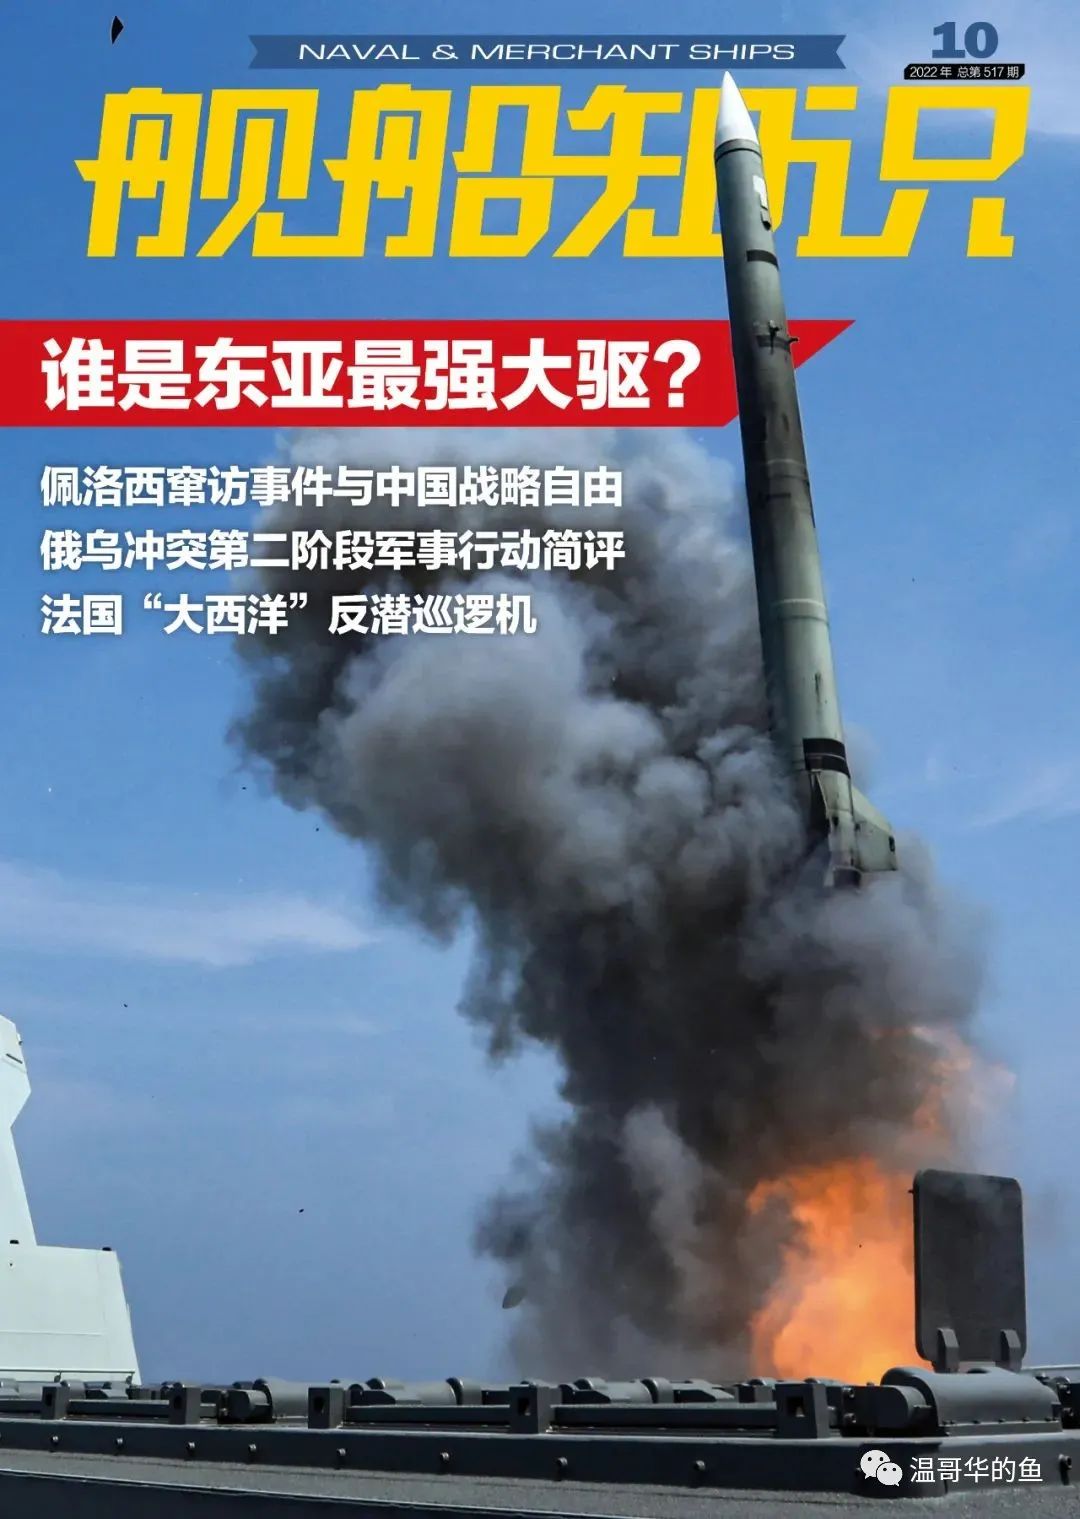 NAVAL & MERCHANT SHIPS
10
2022年 总第517期
舰船知识
谁是东亚最强大驱？
佩洛西窜访事件与中国战略自由
俄乌冲突第二阶段军事行动简评
法国“大西洋”反潜巡逻机
温哥华的鱼